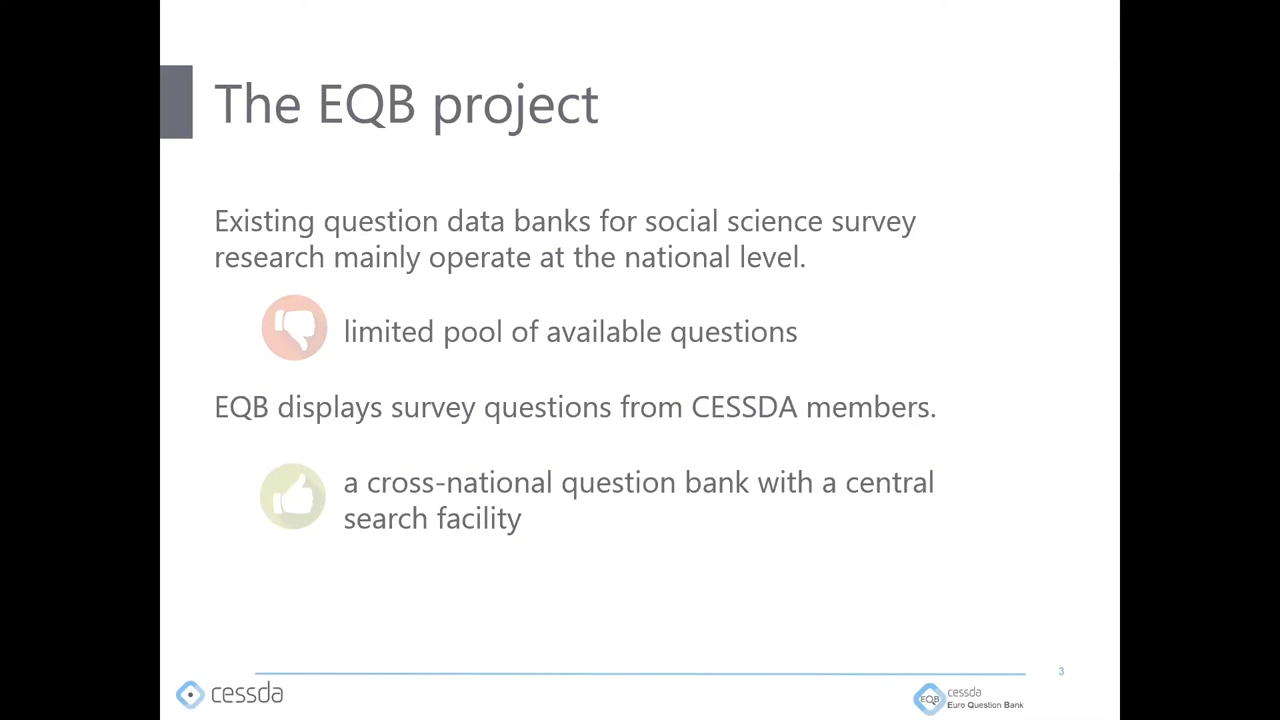 The EQB project
Existing question data banks for social science survey
research mainly operate at the national level.
limited pool of available questions
EQB displays survey questions from CESSDA members.
a cross-national question bank with a central
search facility
3
cessda
EQB
cessda
Euro Question Bank